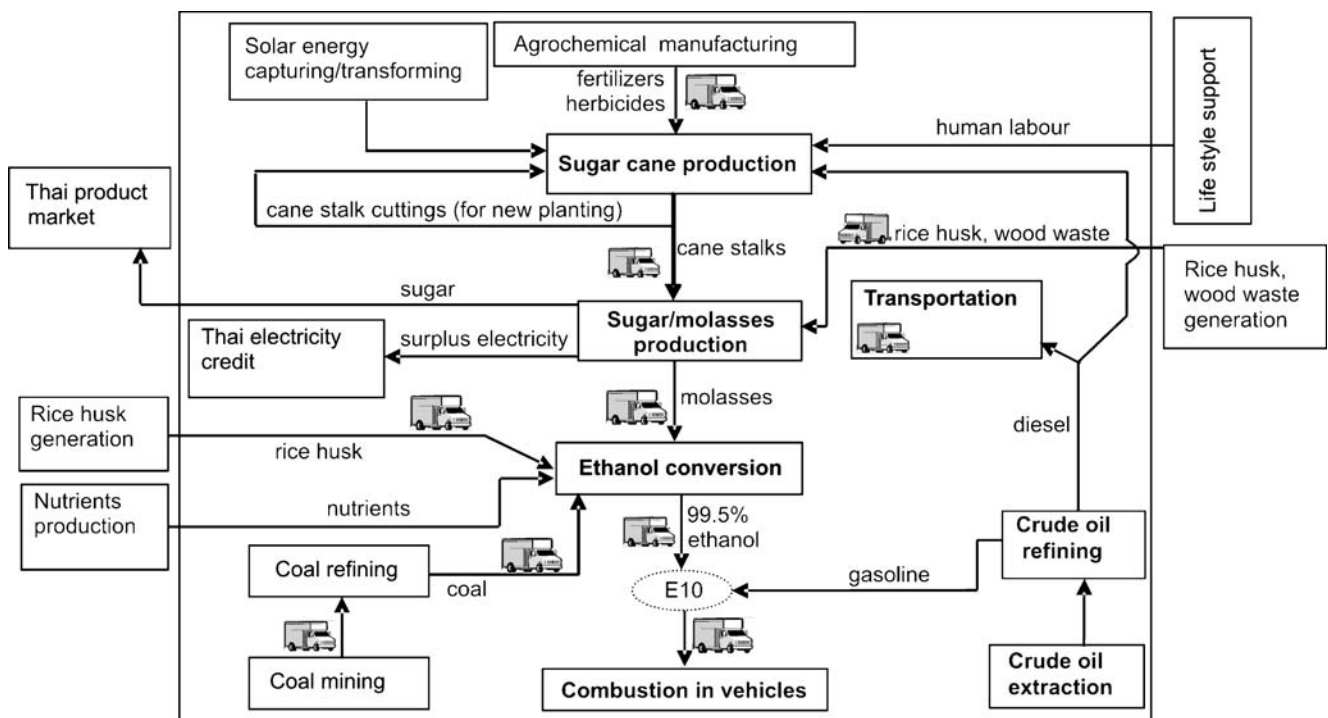 Solar energy
capturing/transforming
Agrochemical manufacturing
fertilizers
herbicides
human labour
Life style support
Sugar cane production
Thai product
market
cane stalk cuttings (for new planting)
cane stalks
rice husk, wood waste
Rice husk,
wood waste
generation
sugar
Transportation
Sugar/molasses
production
Thai electricity
credit
surplus electricity
molasses
Rice husk
generation
rice husk
diesel
Ethanol conversion
Nutrients
production
nutrients
99.5%
ethanol
Crude oil
refining
Coal refining
coal
E10
gasoline
Coal mining
Combustion in vehicles
Crude oil
extraction